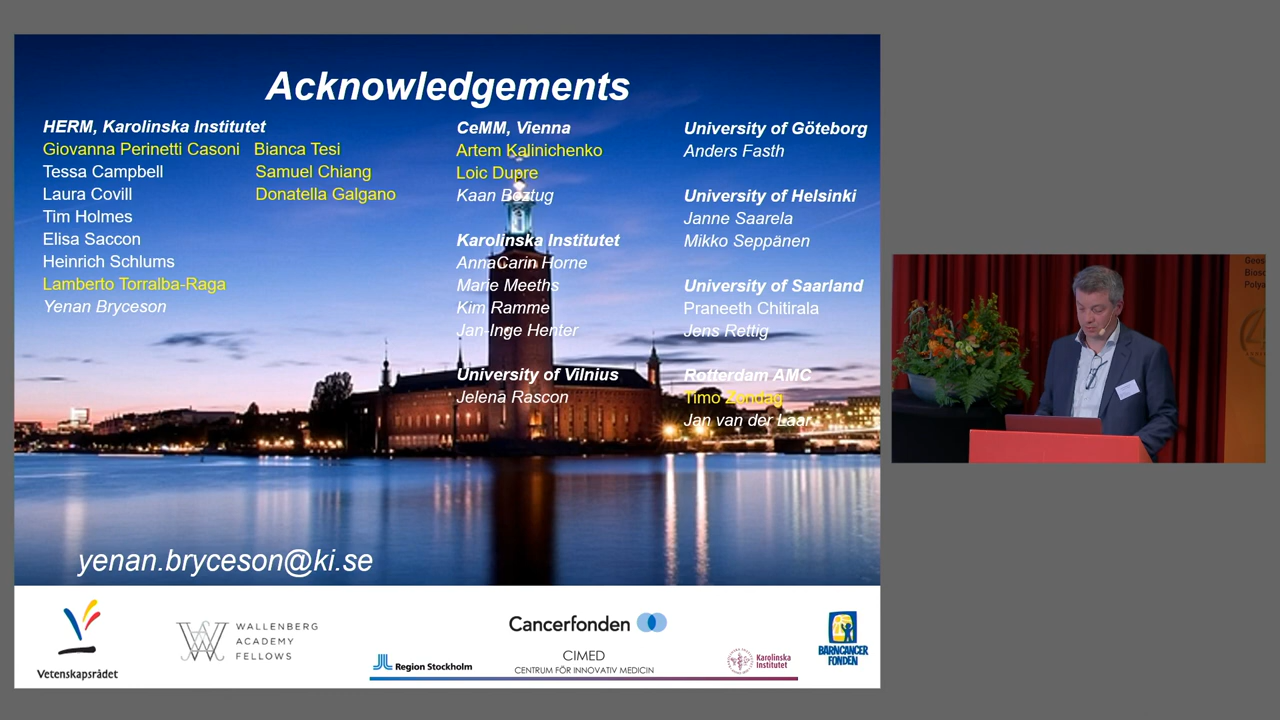 Acknowledgements
HERM, Karolinska Institutet
Giovanna Perinetti Casoni Bianca Tesi
Tessa Campbell Samuel Chiang
Laura Covill Donatella Galgano
Tim Holmes
Elisa Saccon
Heinrich Schlums
Lamberto Torralba-Raga
Yenan Bryceson
CeMM, Vienna
Artem Kalinichenko
Loic Dupre
Kaan Boztug
Karolinska Institutet
AnnaCarin Horne
Marie Meeths
Kim Ramme
Jan-Inge Henter
University of Vilnius
Jelena Rascon
University of Göteborg
Anders Fasth
University of Helsinki
Janne Saarela
Mikko Seppänen
University of Saarland
Praneeth Chitirala
Jens Rettig
Rotterdam AMC
Timo Zondag
Jan van der Laar
yenan.bryceson@ki.se
Vetenskapsrådet
WALLENBERG
ACADEMY
FELLOWS
Cancerfonden
Region Stockholm
CIMED
CENTRUM FÖR INNOVATIV MEDICIN
Karolinska
Institutet
BARNCANCER
FONDEN